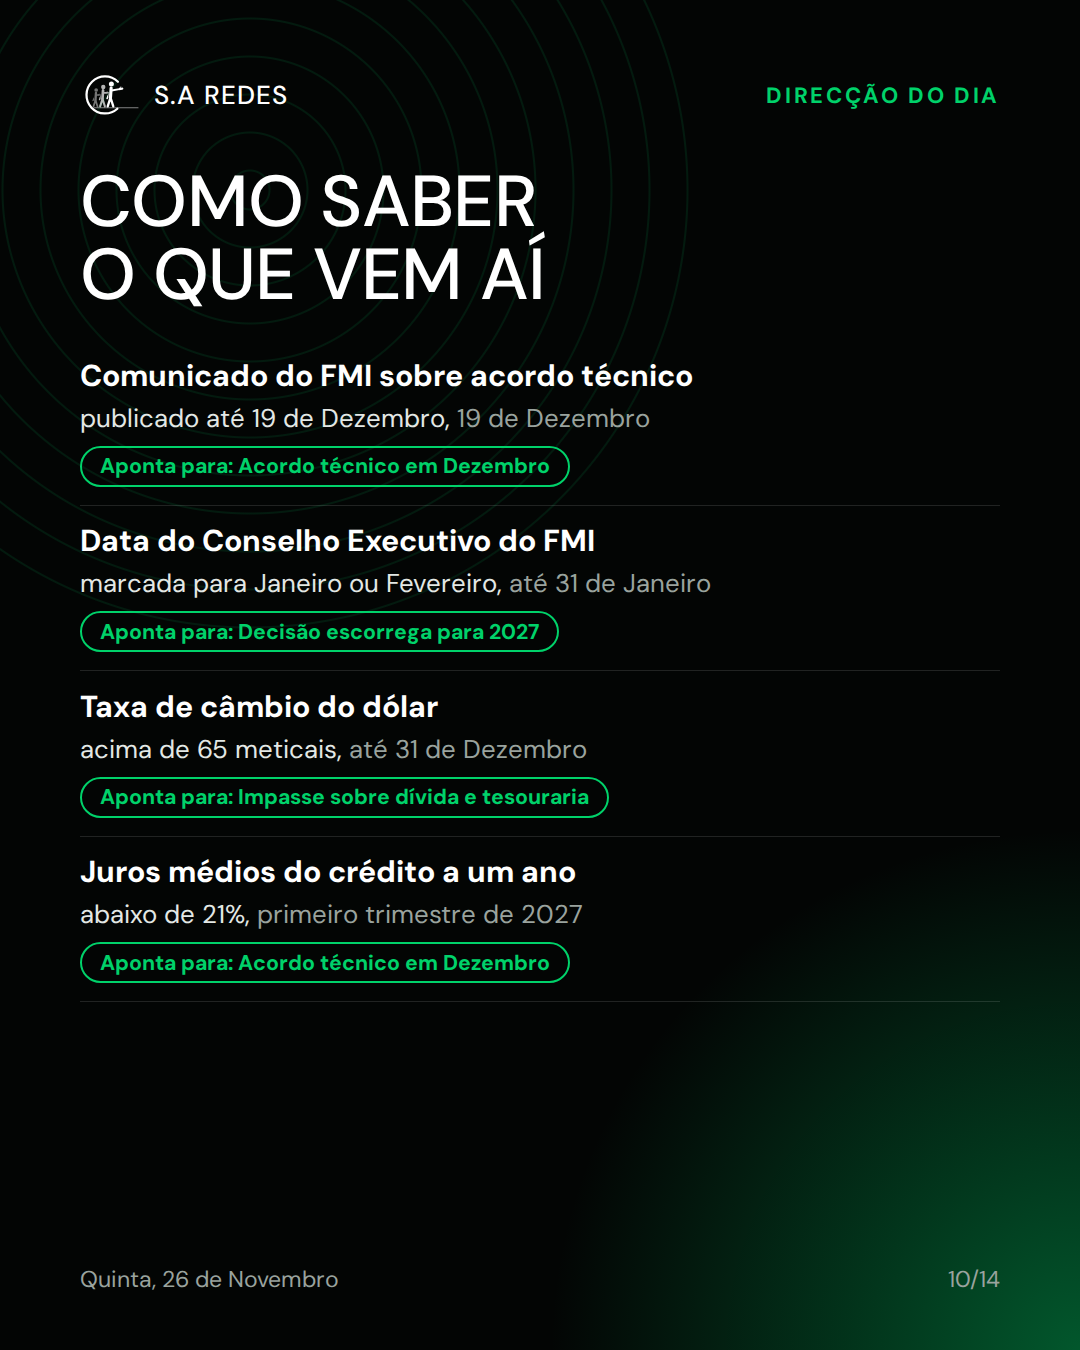 S.A REDES
DIRECÇÃO DO DIA
COMO SABER
O QUE VEM AÍ
Comunicado do FMI sobre acordo técnico
publicado até 19 de Dezembro, 19 de Dezembro
Aponta para: Acordo técnico em Dezembro
Data do Conselho Executivo do FMI
marcada para Janeiro ou Fevereiro, até 31 de Janeiro
Aponta para: Decisão escorrega para 2027
Taxa de câmbio do dólar
acima de 65 meticais, até 31 de Dezembro
Aponta para: Impasse sobre dívida e tesouraria
Juros médios do crédito a um ano
abaixo de 21%, primeiro trimestre de 2027
Aponta para: Acordo técnico em Dezembro
Quinta, 26 de Novembro
10/14